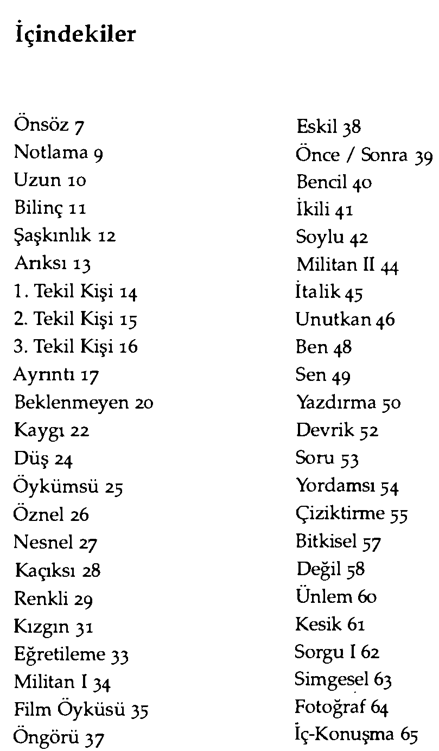 İçindekiler
Önsöz 7
Notlama 9
Uzun 10
Bilinç 11
Şaşkınlık 12
Arıksı 13
1. Tekil Kişi 14
2. Tekil Kişi 15
3. Tekil Kişi 16
Ayrıntı 17
Beklenmeyen 20
Kaygı 22
Düş 24
Öykümsü 25
Öznel 26
Nesnel 27
Kaçıksı 28
Renkli 29
Kızgın 31
Eğretileme 33
Militan I 34
Film Öyküsü 35
Öngörü 37
Eskil 38
Önce / Sonra 39
Bencil 40
İkili 41
Soylu 42
Militan II 44
İtalik 45
Unutkan 46
Ben 48
Sen 49
Yazdırma 50
Devrik 52
Soru 53
Yordamsı 54
Çiziktirme 55
Bitkisel 57
Değil 58
Ünlem 60
Kesik 61
Sorgu I 62
Simgesel 63
Fotoğraf 64
İç-Konuşma 65